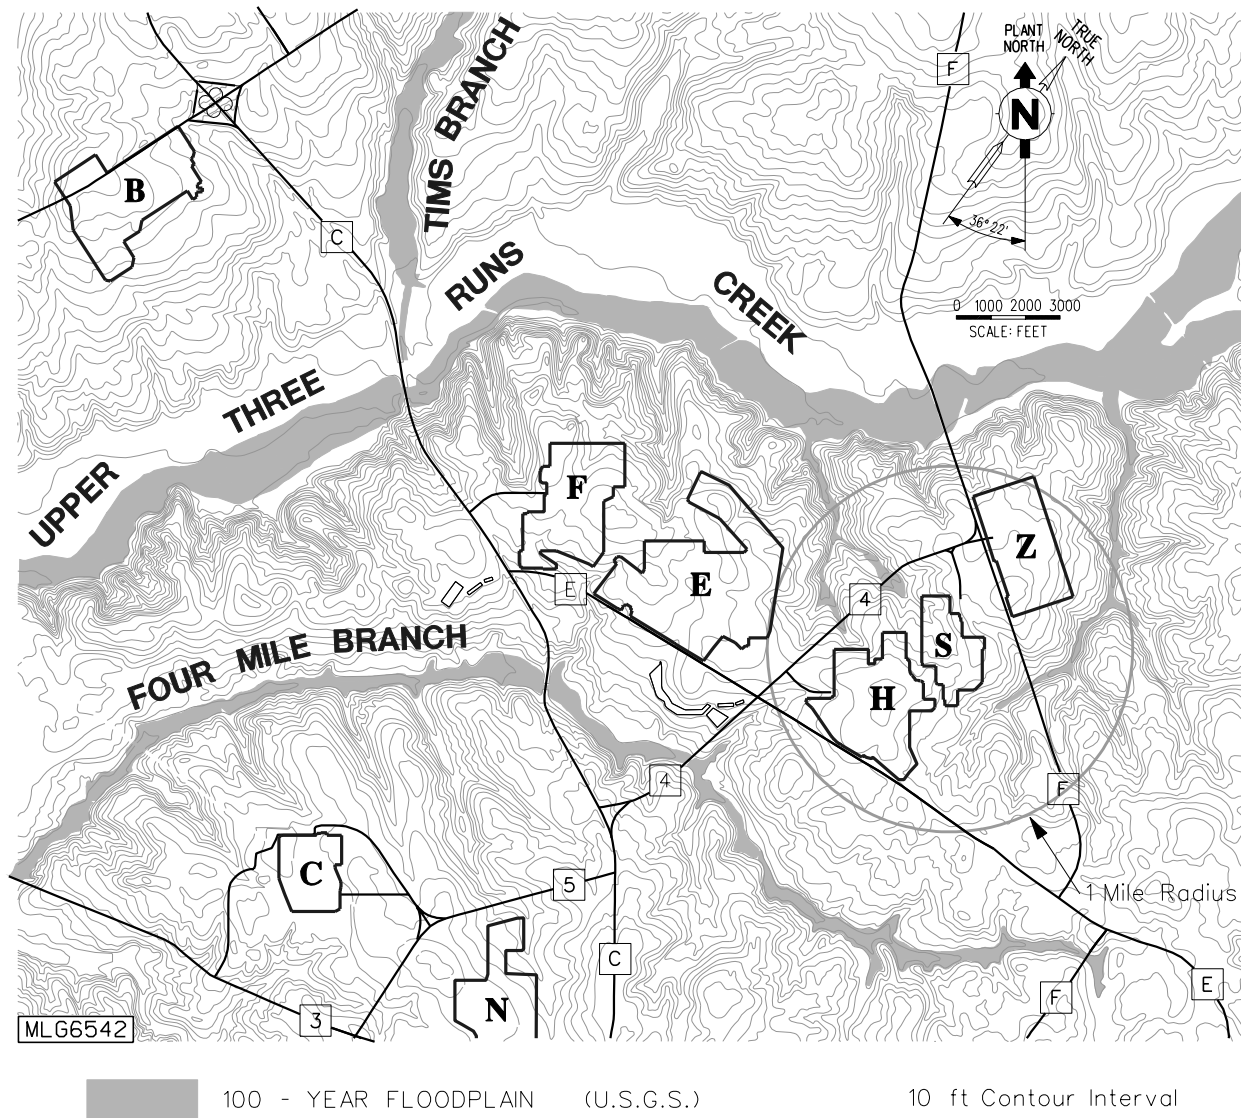 TIMS BRANCH
F
PLANT
NORTH
TRUE
NORTH
N
36° 22'
B
C
RUNS
CREEK
0 1000 2000 3000
SCALE: FEET
THREE
UPPER
F
E
Z
E
4
S
H
FOUR MILE BRANCH
4
F
C
5
1 Mile Radius
C
N
F
E
3
MLG6542
100 - YEAR FLOODPLAIN (U.S.G.S.)
10 ft Contour Interval